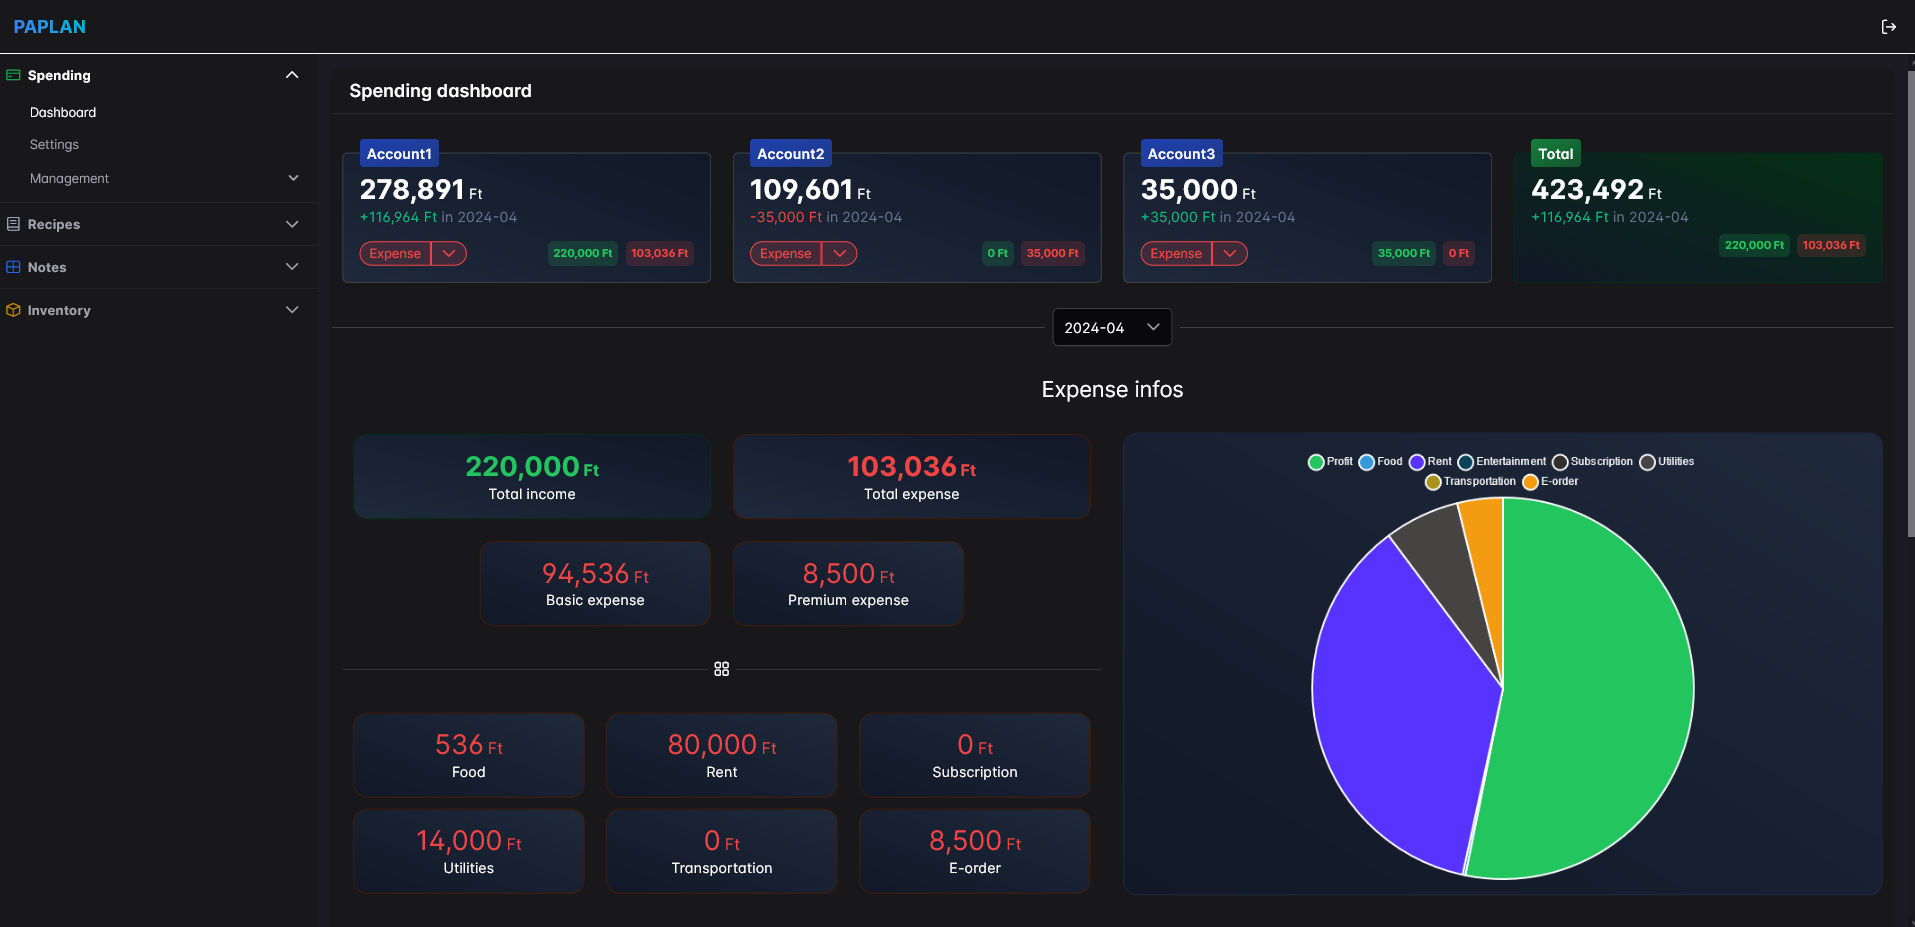 PAPLAN
Spending
Dashboard
Settings
Management
Recipes
Notes
Inventory
Spending dashboard
Account1
278,891 Ft
+116,964 Ft in 2024-04
Expense
220,000 Ft
103,036 Ft
Account2
109,601 Ft
-35,000 Ft in 2024-04
Expense
0 Ft
35,000 Ft
Account3
35,000 Ft
+35,000 Ft in 2024-04
Expense
35,000 Ft
0 Ft
Total
423,492 Ft
+116,964 Ft in 2024-04
220,000 Ft
103,036 Ft
2024-04
Expense infos
220,000 Ft
Total income
103,036 Ft
Total expense
94,536 Ft
Basic expense
8,500 Ft
Premium expense
536 Ft
Food
80,000 Ft
Rent
0 Ft
Subscription
14,000 Ft
Utilities
0 Ft
Transportation
8,500 Ft
E-order
Profit Food Rent Entertainment Subscription Utilities
Transportation E-order